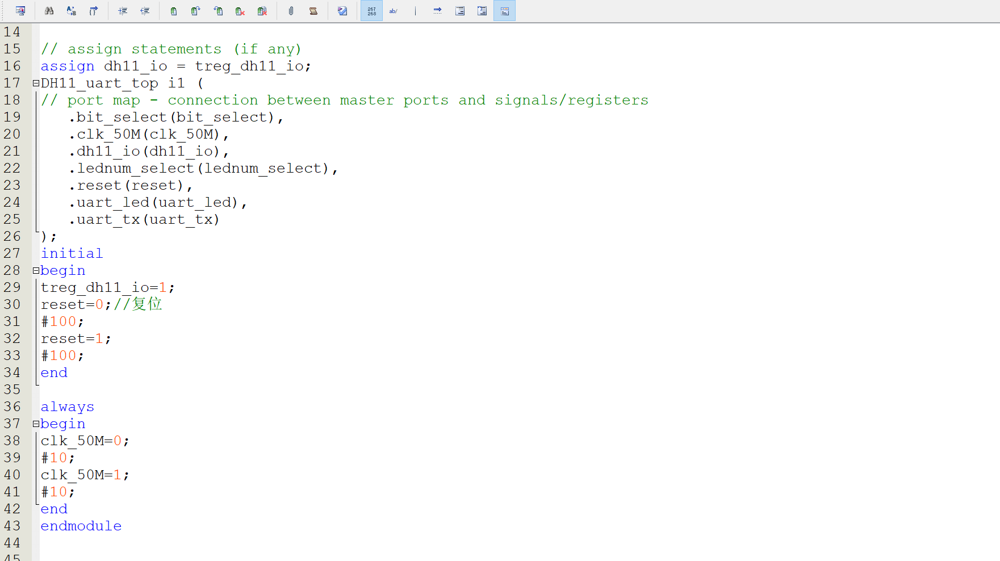 267
268
ab/
14
15 // assign statements (if any)
16 assign dh11_io = treg_dh11_io;
17 DH11_uart_top i1 (
18 // port map - connection between master ports and signals/registers
19 .bit_select(bit_select),
20 .clk_50M(clk_50M),
21 .dh11_io(dh11_io),
22 .lednum_select(lednum_select),
23 .reset(reset),
24 .uart_led(uart_led),
25 .uart_tx(uart_tx)
26 );
27 initial
28 begin
29 treg_dh11_io=1;
30 reset=0;//复位
31 #100;
32 reset=1;
33 #100;
34 end
35
36 always
37 begin
38 clk_50M=0;
39 #10;
40 clk_50M=1;
41 #10;
42 end
43 endmodule
44
45